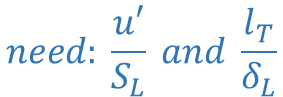 need: u′/S_L and l_T/δ_L